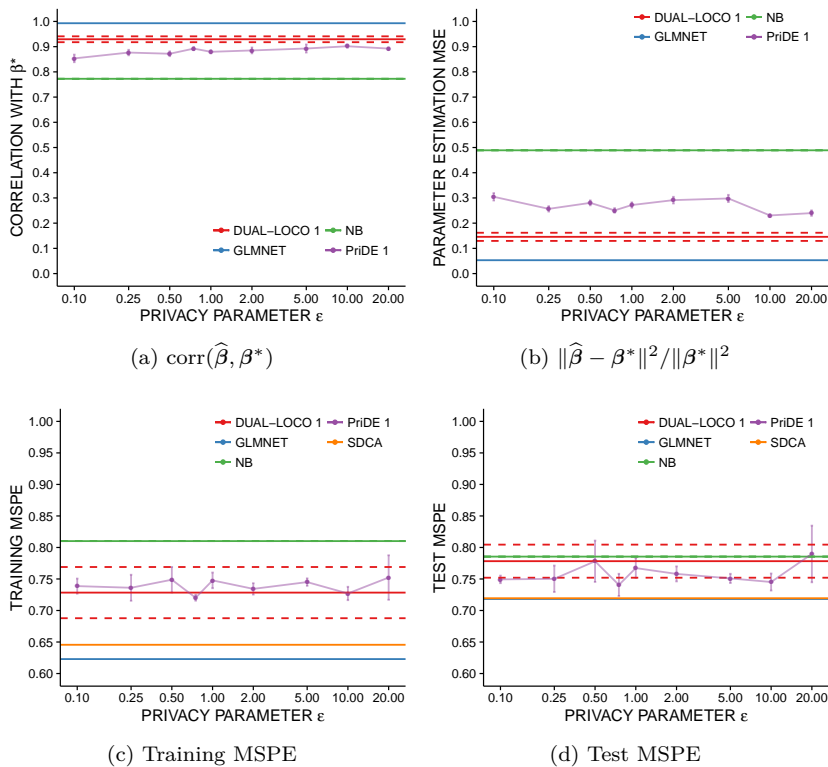 CORRELATION WITH β*
1.0
0.9
0.8
0.7
0.6
0.5
0.4
0.3
0.2
0.1
0.0
DUAL−LOCO 1
NB
GLMNET
PriDE 1
0.10 0.25 0.50 1.00 2.00 5.00 10.00 20.00
PRIVACY PARAMETER ε
(a) corr(β̂, β*)
PARAMETER ESTIMATION MSE
1.0
0.9
0.8
0.7
0.6
0.5
0.4
0.3
0.2
0.1
0.0
DUAL−LOCO 1
NB
GLMNET
PriDE 1
0.10 0.25 0.50 1.00 2.00 5.00 10.00 20.00
PRIVACY PARAMETER ε
(b) ‖β̂ − β*‖²/‖β*‖²
TRAINING MSPE
1.00
0.95
0.90
0.85
0.80
0.75
0.70
0.65
0.60
DUAL−LOCO 1
PriDE 1
GLMNET
SDCA
NB
0.10 0.25 0.50 1.00 2.00 5.00 10.00 20.00
PRIVACY PARAMETER ε
(c) Training MSPE
TEST MSPE
1.00
0.95
0.90
0.85
0.80
0.75
0.70
0.65
0.60
DUAL−LOCO 1
PriDE 1
GLMNET
SDCA
NB
0.10 0.25 0.50 1.00 2.00 5.00 10.00 20.00
PRIVACY PARAMETER ε
(d) Test MSPE